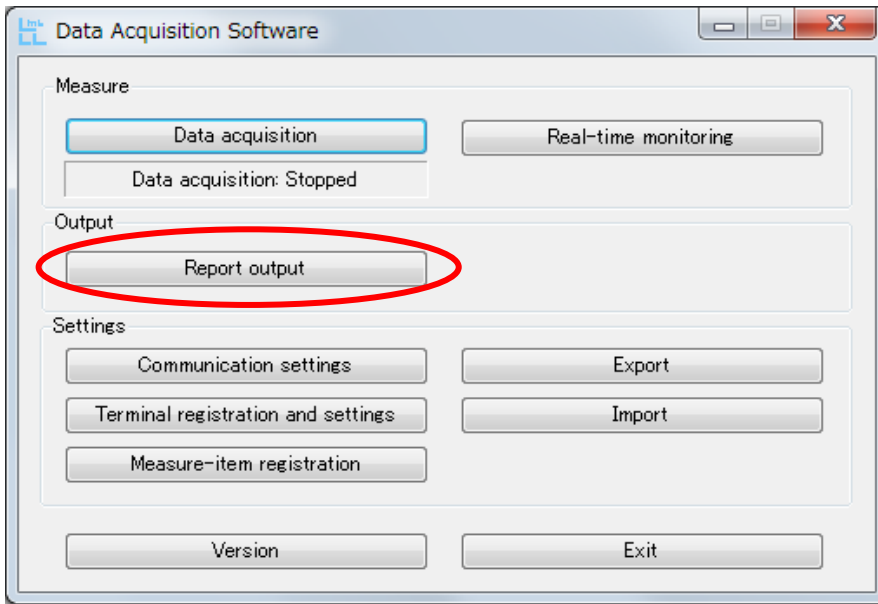 Data Acquisition Software
Measure
Data acquisition
Real-time monitoring
Data acquisition: Stopped
Output
Report output
Settings
Communication settings
Export
Terminal registration and settings
Import
Measure-item registration
Version
Exit